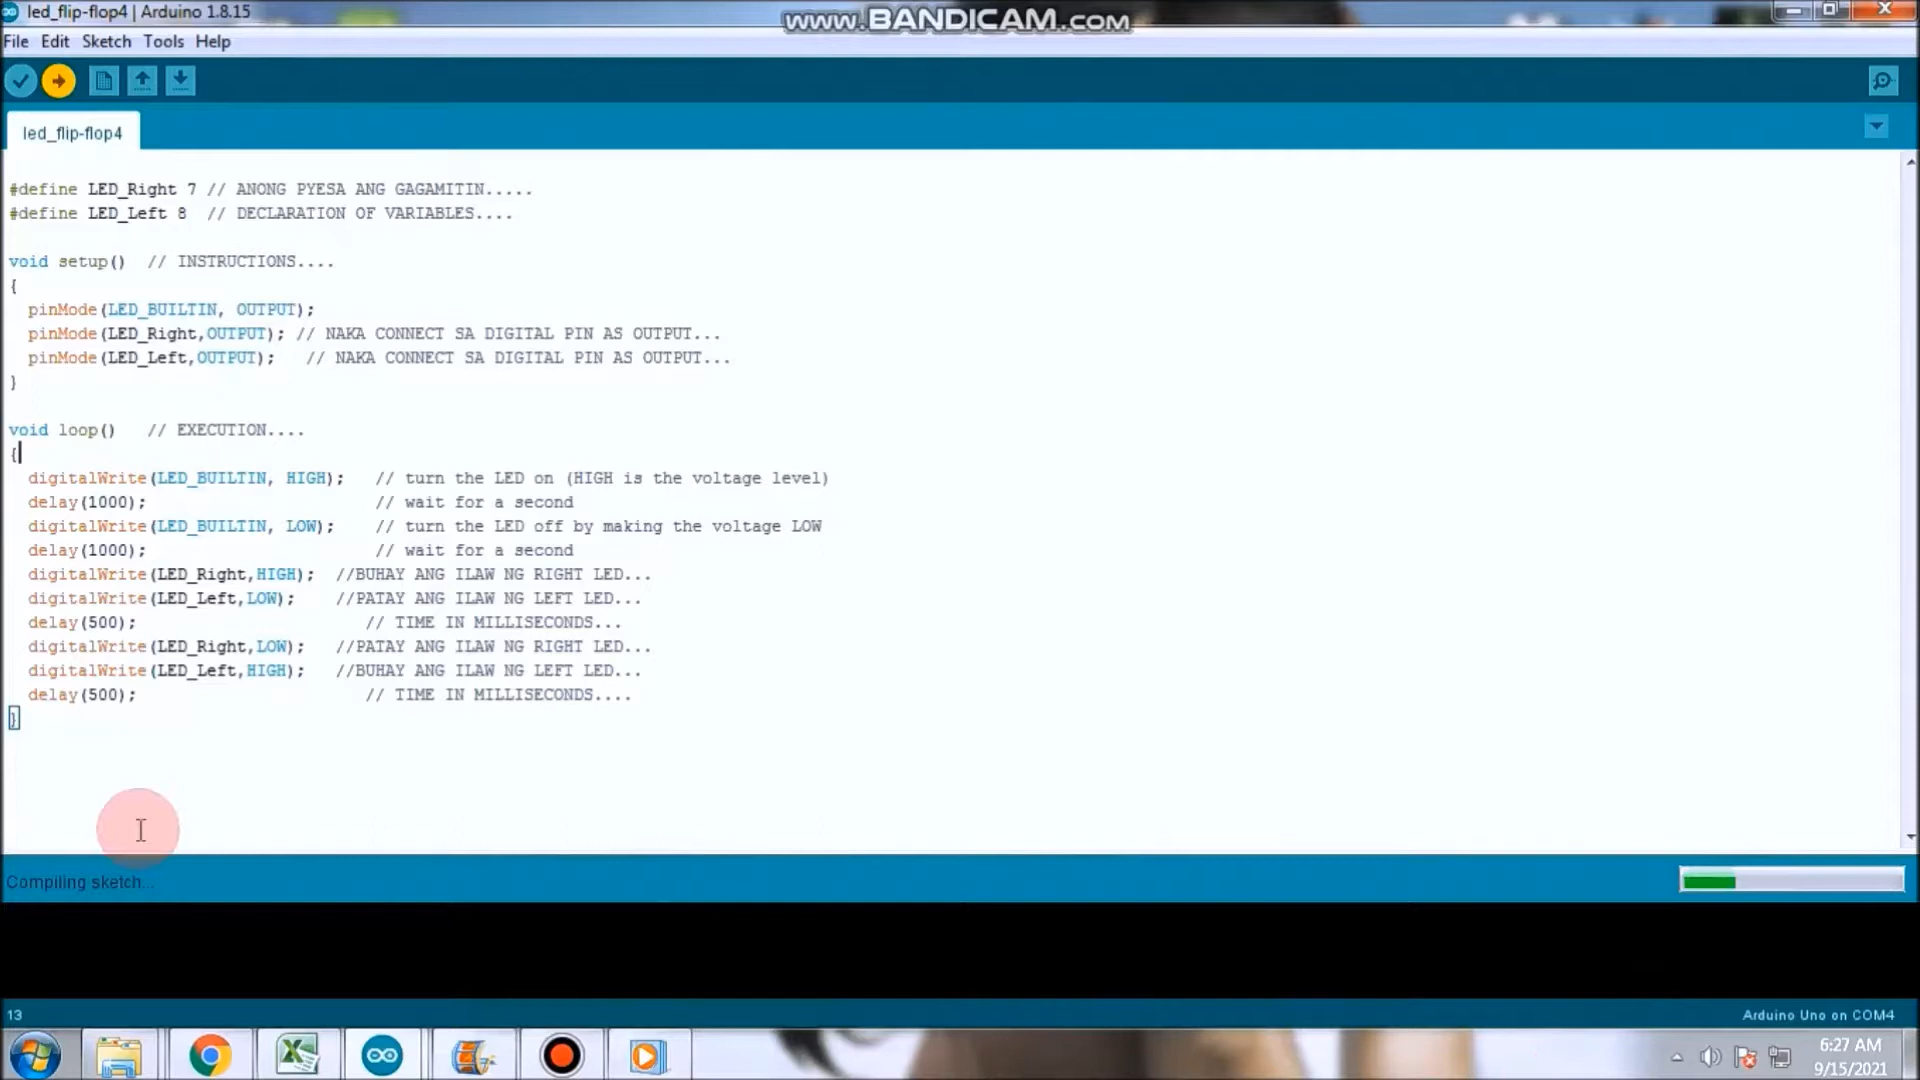 led_flip-flop4 | Arduino 1.8.15
www.BANDICAM.com
File Edit Sketch Tools Help
led_flip-flop4
#define LED_Right 7 // ANONG PYESA ANG GAGAMITIN.....
#define LED_Left 8  // DECLARATION OF VARIABLES....
void setup()  // INSTRUCTIONS....
{
pinMode(LED_BUILTIN, OUTPUT);
pinMode(LED_Right,OUTPUT); // NAKA CONNECT SA DIGITAL PIN AS OUTPUT...
pinMode(LED_Left,OUTPUT);   // NAKA CONNECT SA DIGITAL PIN AS OUTPUT...
}
void loop()   // EXECUTION....
{
digitalWrite(LED_BUILTIN, HIGH);   // turn the LED on (HIGH is the voltage level)
delay(1000);                       // wait for a second
digitalWrite(LED_BUILTIN, LOW);    // turn the LED off by making the voltage LOW
delay(1000);                       // wait for a second
digitalWrite(LED_Right,HIGH);  //BUHAY ANG ILAW NG RIGHT LED...
digitalWrite(LED_Left,LOW);    //PATAY ANG ILAW NG LEFT LED...
delay(500);                       // TIME IN MILLISECONDS...
digitalWrite(LED_Right,LOW);   //PATAY ANG ILAW NG RIGHT LED...
digitalWrite(LED_Left,HIGH);   //BUHAY ANG ILAW NG LEFT LED...
delay(500);                       // TIME IN MILLISECONDS....
}
Compiling sketch...
13
Arduino Uno on COM4
6:27 AM
9/15/2021